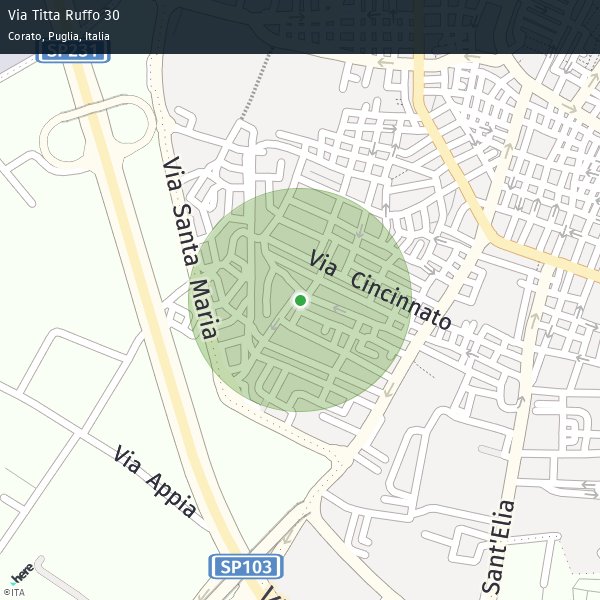 Via Titta Ruffo 30
Corato, Puglia, Italia
SP231
Via Santa Maria
Via Cincinnato
Via Appia
Sant'Elia
SP103
here
©ITA